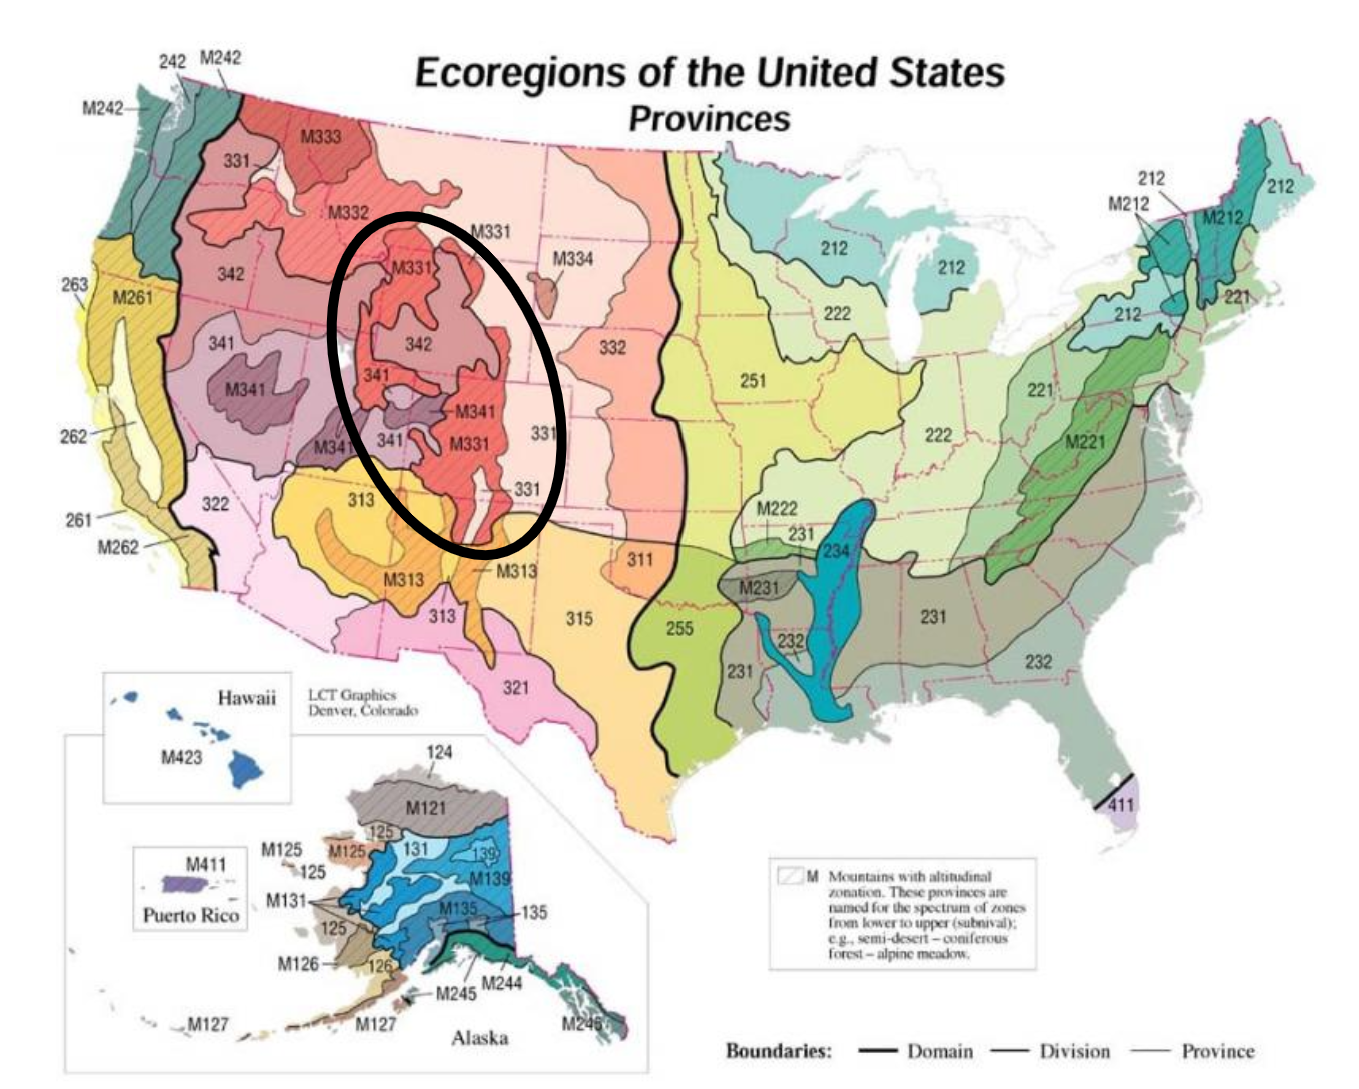 Ecoregions of the United States
Provinces
242
M242
M242
M333
331
M332
M331
M331
M334
342
263
M261
341
M341
342
341
332
262
M341
M341
341
M331
331
331
313
322
261
M262
M313
M313
313
321
315
311
255
251
212
212
222
222
221
M221
212
M212
M212
212
212
221
M222
231
234
M231
232
231
231
232
411
Hawaii
M423
LCT Graphics
Denver, Colorado
124
M121
125
M125
M125
125
131
139
M139
M131
M135
135
125
M126
126
M245
M244
M127
M127
M245
Alaska
M411
Puerto Rico
M Mountains with altitudinal
zonation. These provinces are
named for the spectrum of zones
from lower to upper (subnival);
e.g., semi-desert – coniferous
forest – alpine meadow.
Boundaries: Domain Division Province